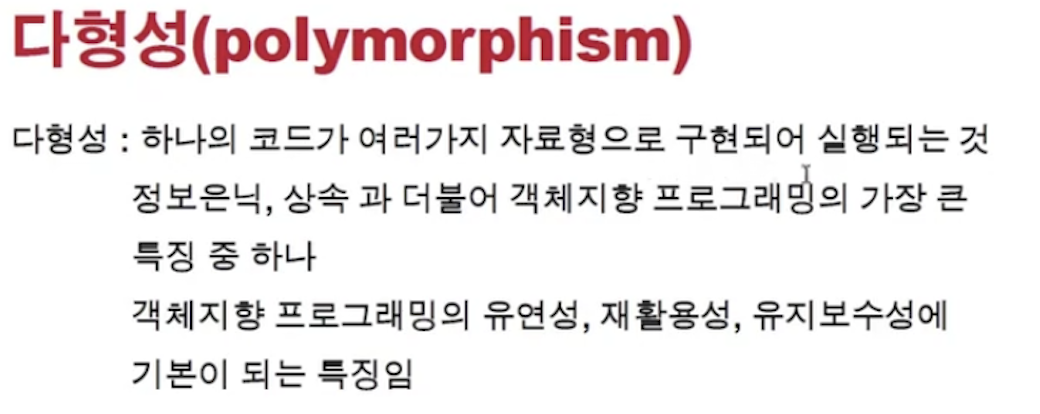 다형성(polymorphism)
다형성 : 하나의 코드가 여러가지 자료형으로 구현되어 실행되는 것
정보은닉, 상속 과 더불어 객체지향 프로그래밍의 가장 큰
특징 중 하나
객체지향 프로그래밍의 유연성, 재활용성, 유지보수성에
기본이 되는 특징임